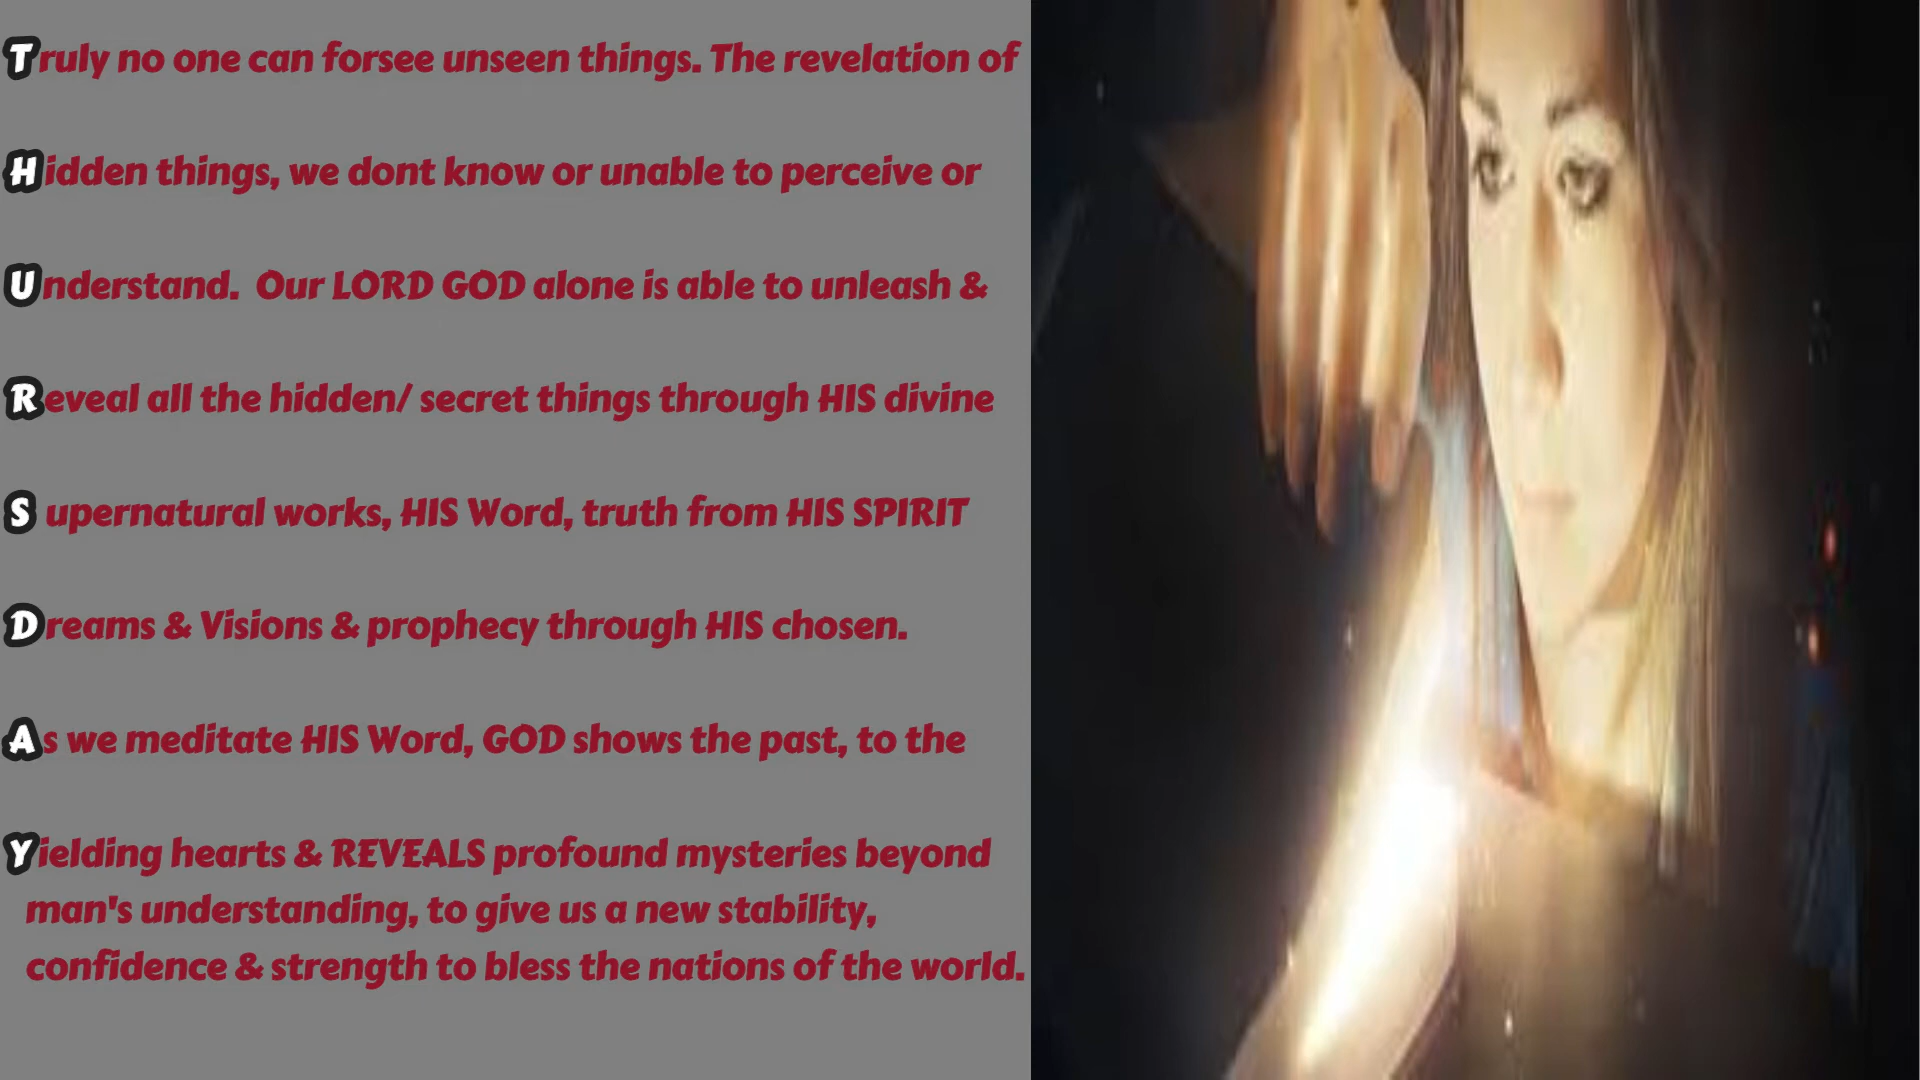 Truly no one can forsee unseen things. The revelation of
Hidden things, we dont know or unable to perceive or
Understand.  Our LORD GOD alone is able to unleash &
Reveal all the hidden/ secret things through HIS divine
S upernatural works, HIS Word, truth from HIS SPIRIT
Dreams & Visions & prophecy through HIS chosen.
As we meditate HIS Word, GOD shows the past, to the
Yielding hearts & REVEALS profound mysteries beyond
man's understanding, to give us a new stability,
confidence & strength to bless the nations of the world.